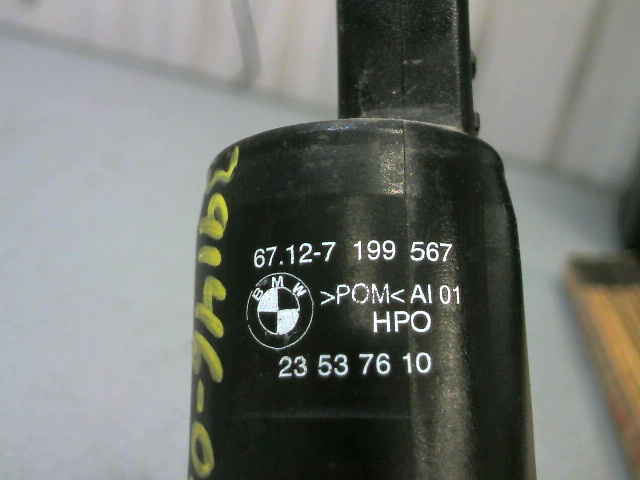 67.12-7 199 567
BMW
>POM< AI 01
HPO
23 53 76 10